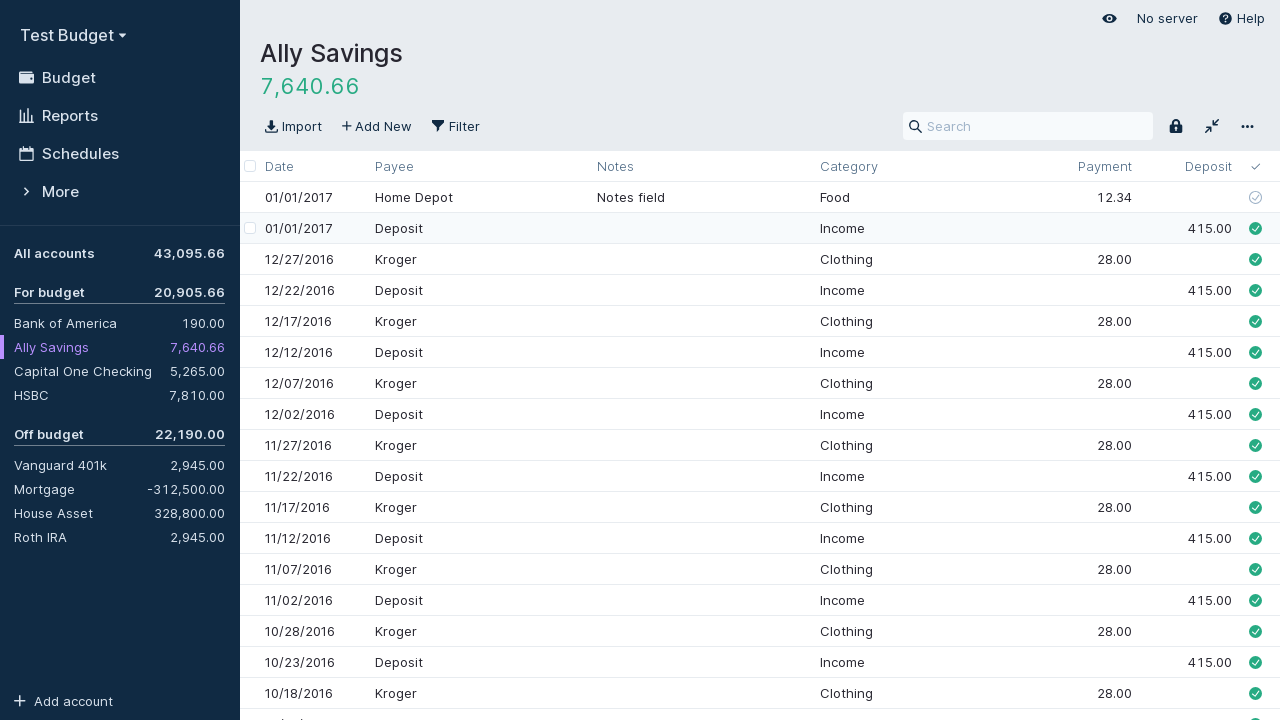 Test Budget
Budget
Reports
Schedules
More
All accounts 43,095.66
For budget 20,905.66
Bank of America 190.00
Ally Savings 7,640.66
Capital One Checking 5,265.00
HSBC 7,810.00
Off budget 22,190.00
Vanguard 401k 2,945.00
Mortgage -312,500.00
House Asset 328,800.00
Roth IRA 2,945.00
Add account
No server Help
Ally Savings
7,640.66
Import Add New Filter Search
Date Payee Notes Category Payment Deposit
01/01/2017 Home Depot Notes field Food 12.34
01/01/2017 Deposit Income 415.00
12/27/2016 Kroger Clothing 28.00
12/22/2016 Deposit Income 415.00
12/17/2016 Kroger Clothing 28.00
12/12/2016 Deposit Income 415.00
12/07/2016 Kroger Clothing 28.00
12/02/2016 Deposit Income 415.00
11/27/2016 Kroger Clothing 28.00
11/22/2016 Deposit Income 415.00
11/17/2016 Kroger Clothing 28.00
11/12/2016 Deposit Income 415.00
11/07/2016 Kroger Clothing 28.00
11/02/2016 Deposit Income 415.00
10/28/2016 Kroger Clothing 28.00
10/23/2016 Deposit Income 415.00
10/18/2016 Kroger Clothing 28.00